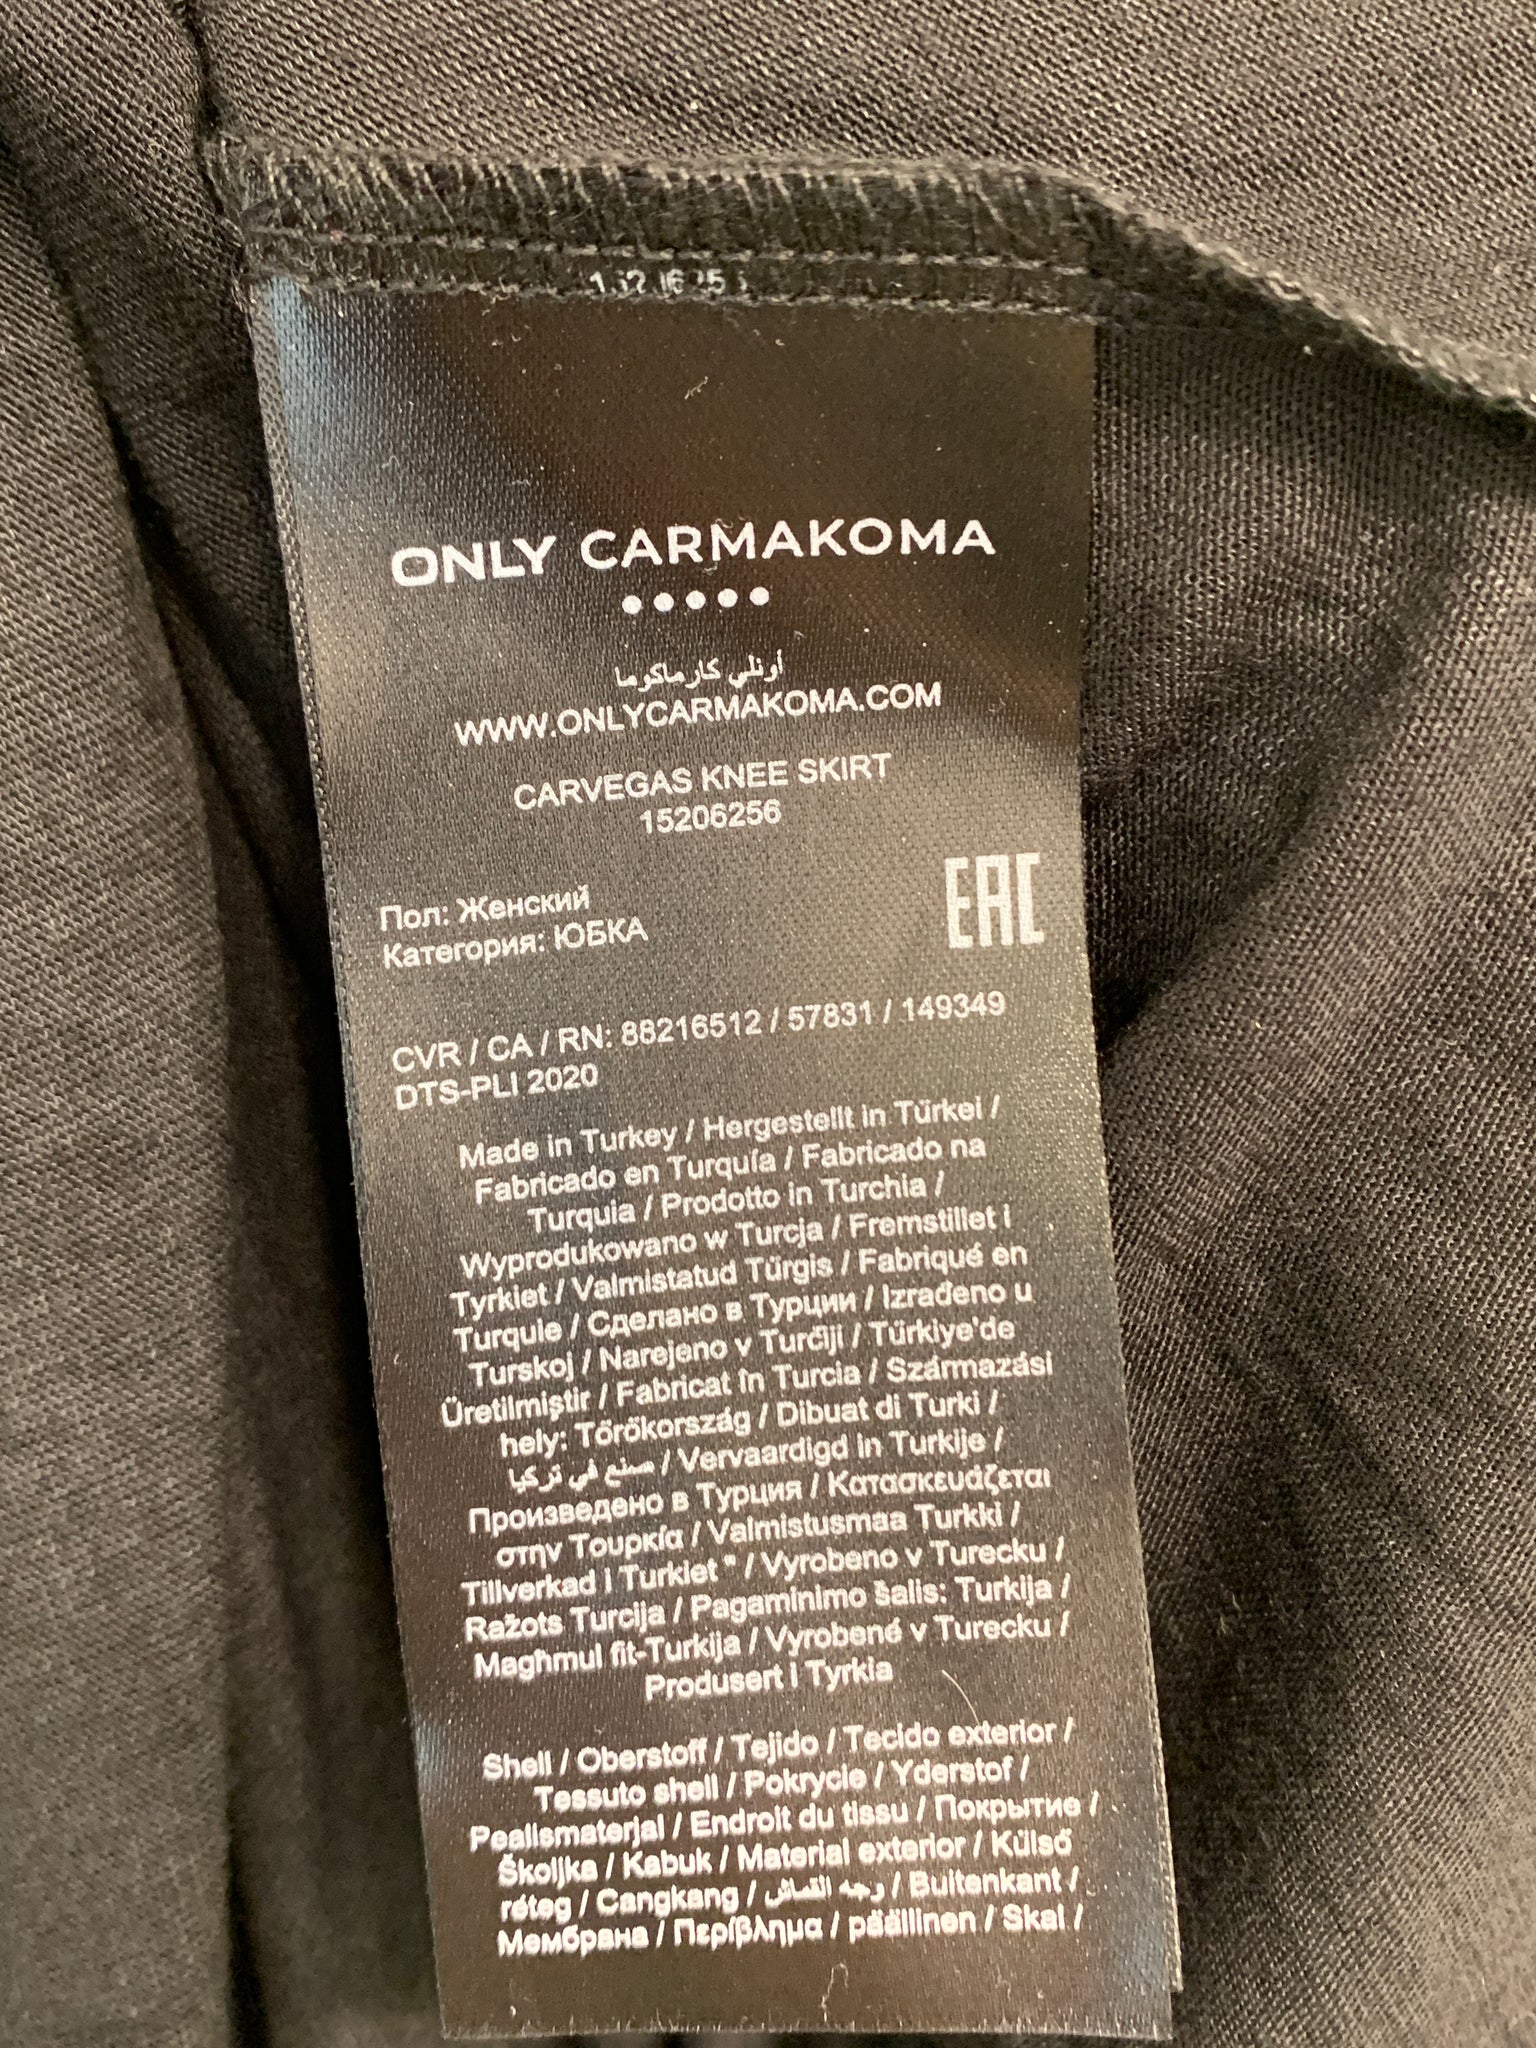 ONLY CARMAKOMA
أونلي كارماكوما
WWW.ONLYCARMAKOMA.COM
CARVEGAS KNEE SKIRT
15206256
EAC
Пол: Женский
Категория: ЮБКА
CVR / CA / RN: 88216512 / 57831 / 149349
DTS-PLI 2020
Made in Turkey / Hergestellt in Türkei /
Fabricado en Turquía / Fabricado na
Turquia / Prodotto in Turchia /
Wyprodukowano w Turcja / Fremstillet i
Tyrkiet / Valmistatud Türgis / Fabriqué en
Turquie / Сделано в Турции / Izrađeno u
Turskoj / Narejeno v Turčiji / Türkiye'de
Üretilmiştir / Fabricat în Turcia / Származási
hely: Törökország / Dibuat di Turki /
صنع في تركيا / Vervaardigd in Turkije /
Произведено в Турция / Κατασκευάζεται
στην Τουρκία / Valmistusmaa Turkki /
Tillverkad i Turkiet " / Vyrobeno v Turecku /
Ražots Turcija / Pagaminimo šalis: Turkija /
Magħmul fit-Turkija / Vyrobené v Turecku /
Produsert i Tyrkia
Shell / Oberstoff / Tejido / Tecido exterior /
Tessuto shell / Pokrycie / Yderstof /
Pealismaterjal / Endroit du tissu / Покрытие /
Školjka / Kabuk / Material exterior / Külső
réteg / Cangkang / وجه القماش / Buitenkant /
Мембрана / Περίβλημα / päällinen / Skal /